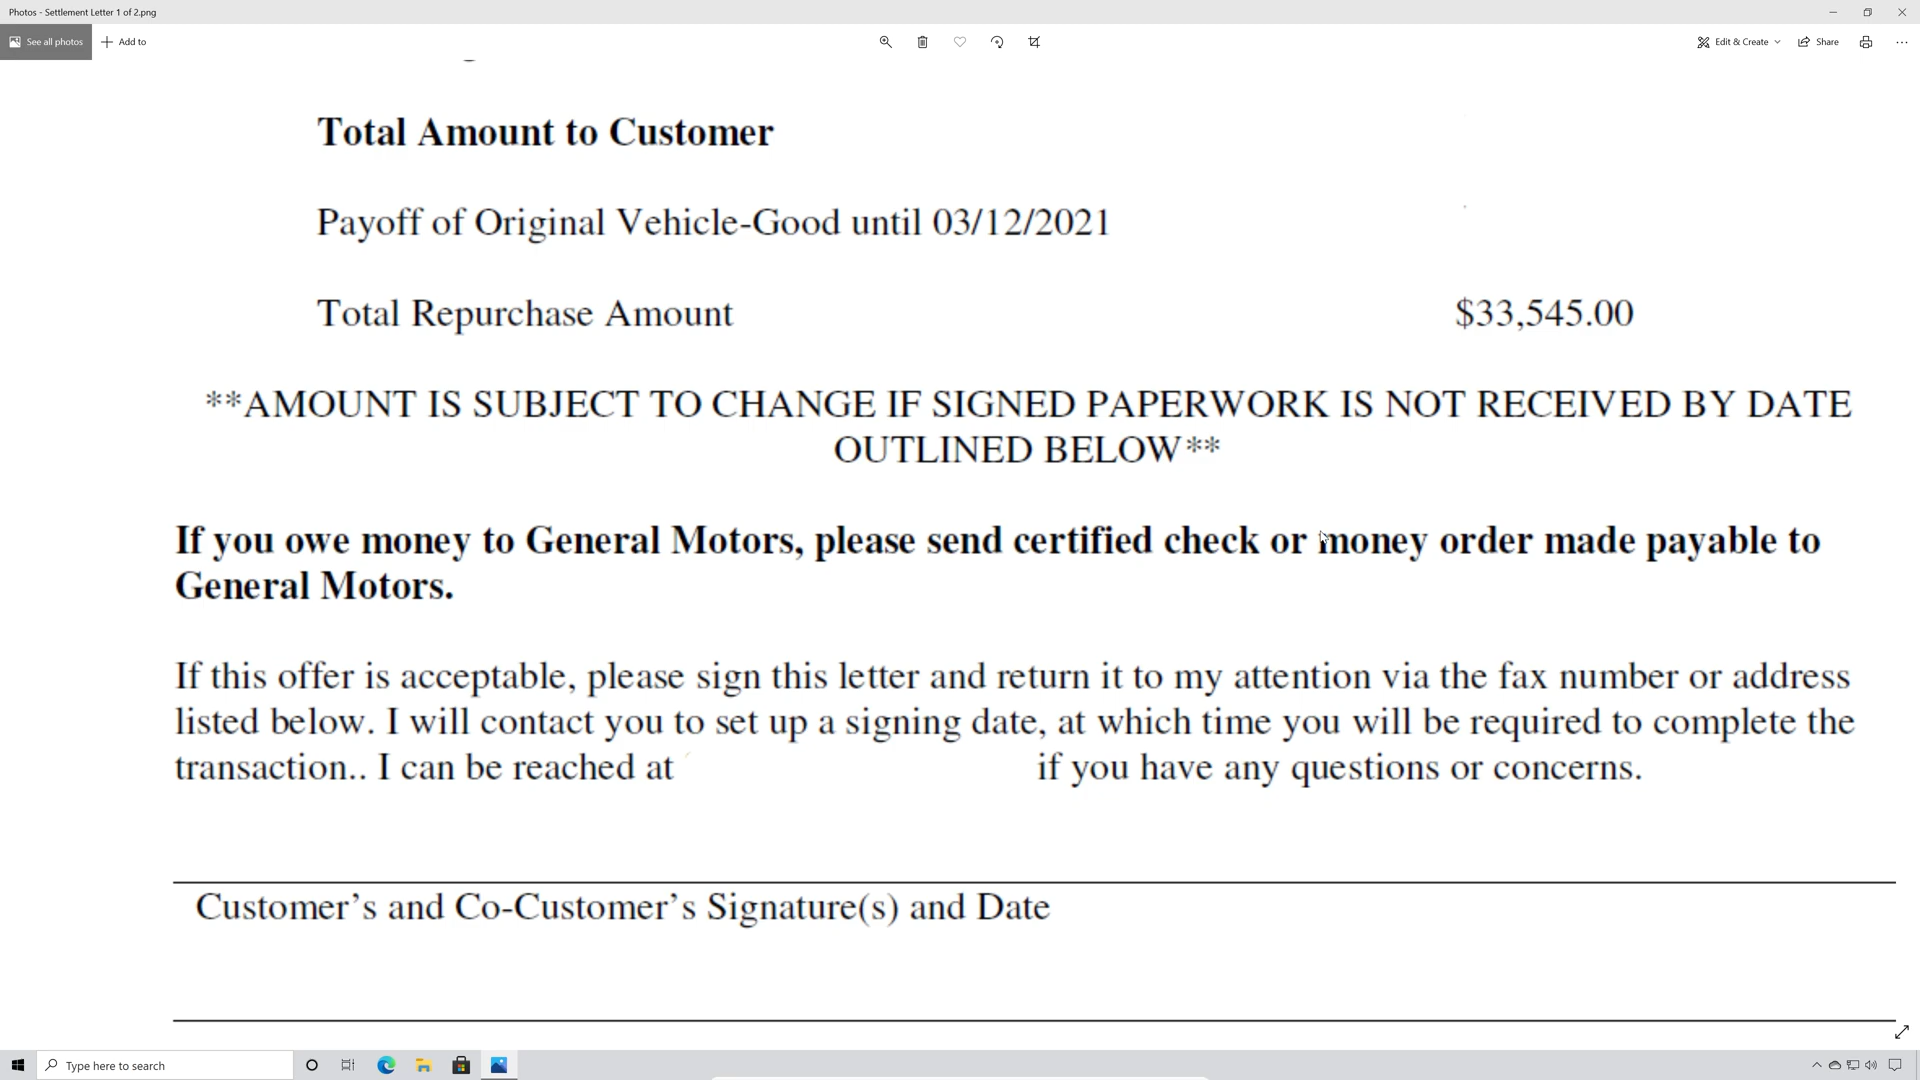 Photos - Settlement Letter 1 of 2.png
See all photos
Add to
Edit & Create
Share
Total Amount to Customer
Payoff of Original Vehicle-Good until 03/12/2021
Total Repurchase Amount $33,545.00
**AMOUNT IS SUBJECT TO CHANGE IF SIGNED PAPERWORK IS NOT RECEIVED BY DATE
OUTLINED BELOW**
If you owe money to General Motors, please send certified check or money order made payable to
General Motors.
If this offer is acceptable, please sign this letter and return it to my attention via the fax number or address
listed below. I will contact you to set up a signing date, at which time you will be required to complete the
transaction.. I can be reached at if you have any questions or concerns.
Customer’s and Co-Customer’s Signature(s) and Date
Type here to search